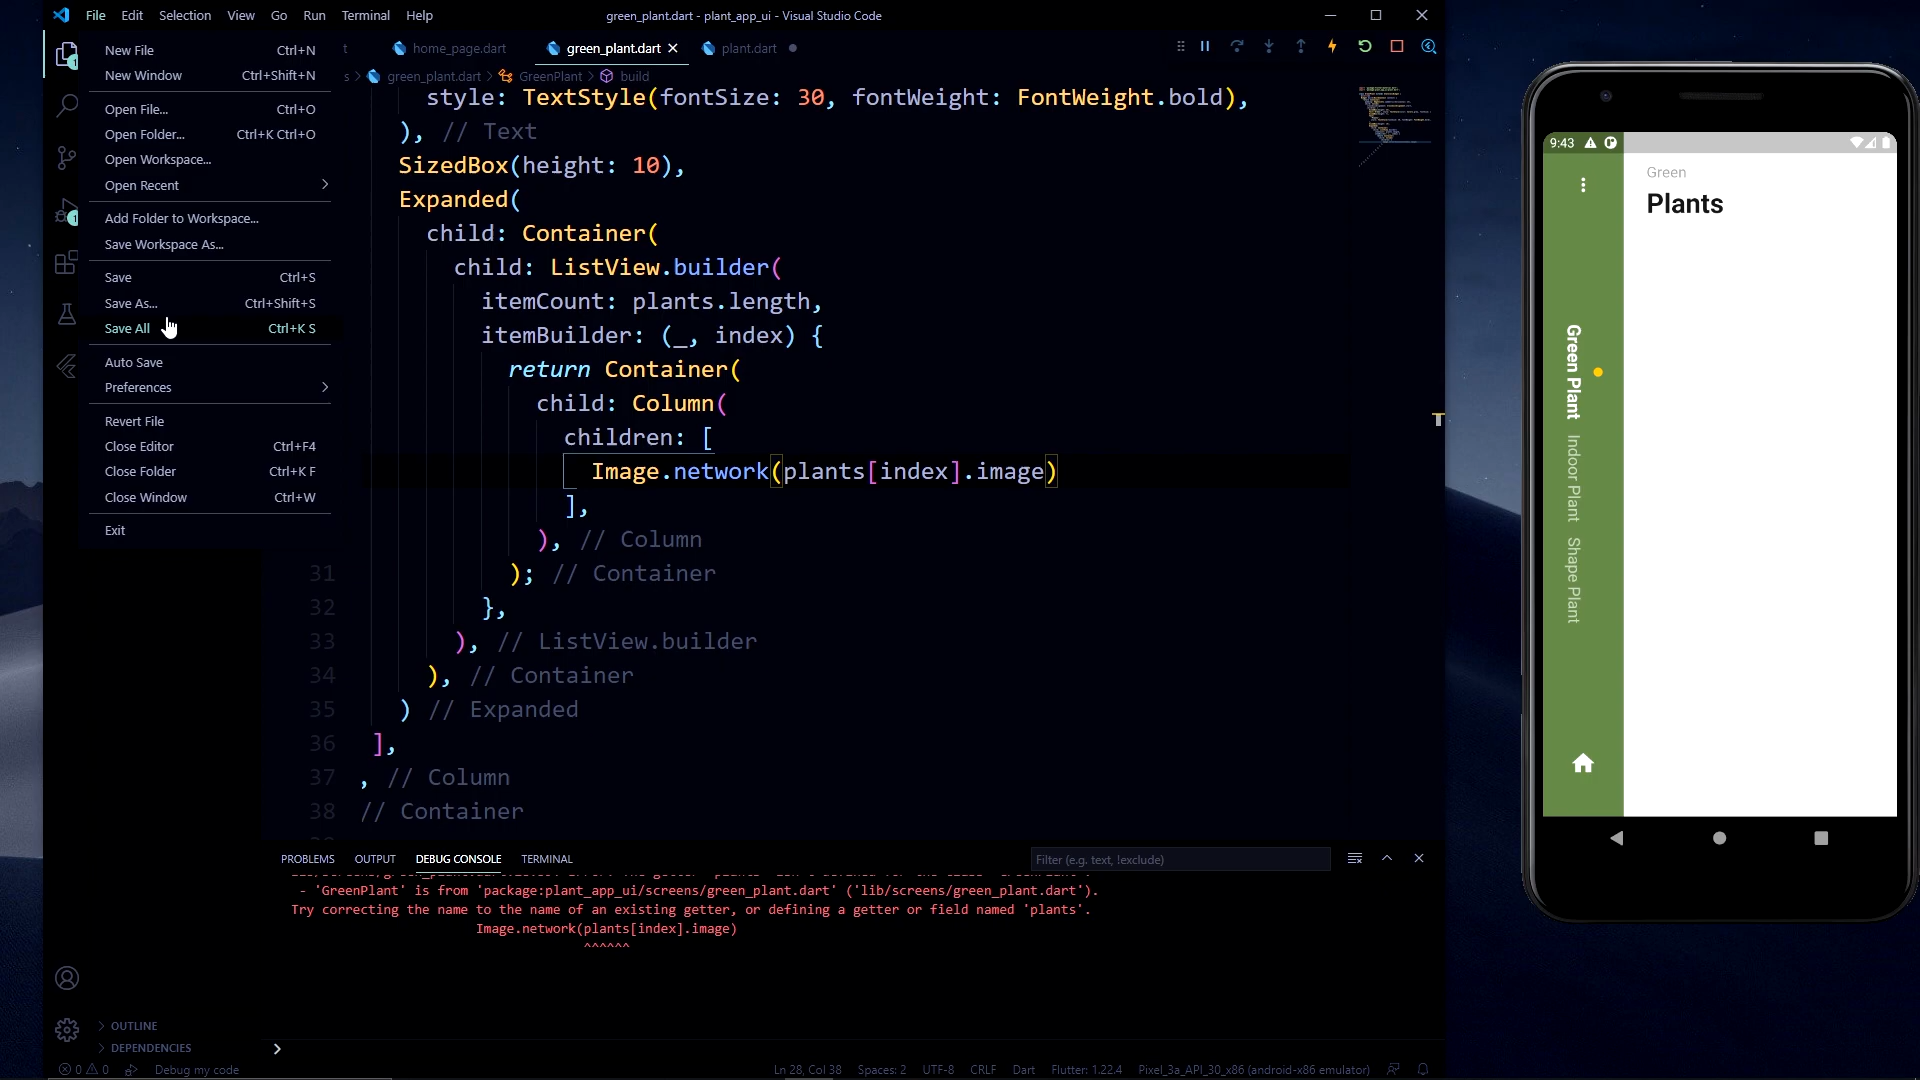 File Edit Selection View Go Run Terminal Help
green_plant.dart - plant_app_ui - Visual Studio Code
New File Ctrl+N
New Window Ctrl+Shift+N
Open File... Ctrl+O
Open Folder... Ctrl+K Ctrl+O
Open Workspace...
Open Recent
Add Folder to Workspace...
Save Workspace As...
Save Ctrl+S
Save As... Ctrl+Shift+S
Save All Ctrl+K S
Auto Save
Preferences
Revert File
Close Editor Ctrl+F4
Close Folder Ctrl+K F
Close Window Ctrl+W
Exit
1
1
t home_page.dart green_plant.dart plant.dart
s > green_plant.dart > GreenPlant > build
style: TextStyle(fontSize: 30, fontWeight: FontWeight.bold),
), // Text
SizedBox(height: 10),
Expanded(
child: Container(
child: ListView.builder(
itemCount: plants.length,
itemBuilder: (_, index) {
return Container(
child: Column(
children: [
Image.network(plants[index].image)
],
), // Column
31 ); // Container
32 },
33 ), // ListView.builder
34 ), // Container
35 ) // Expanded
36 ],
37 , // Column
38 // Container
PROBLEMS OUTPUT DEBUG CONSOLE TERMINAL
Filter (e.g. text, !exclude)
- 'GreenPlant' is from 'package:plant_app_ui/screens/green_plant.dart' ('lib/screens/green_plant.dart').
Try correcting the name to the name of an existing getter, or defining a getter or field named 'plants'.
Image.network(plants[index].image)
^^^^^^
OUTLINE
DEPENDENCIES
0 0 Debug my code
Ln 28, Col 38 Spaces: 2 UTF-8 CRLF Dart Flutter: 1.22.4 Pixel_3a_API_30_x86 (android-x86 emulator)
9:43
Green
Plants
Green Plant
Indoor Plant
Shape Plant